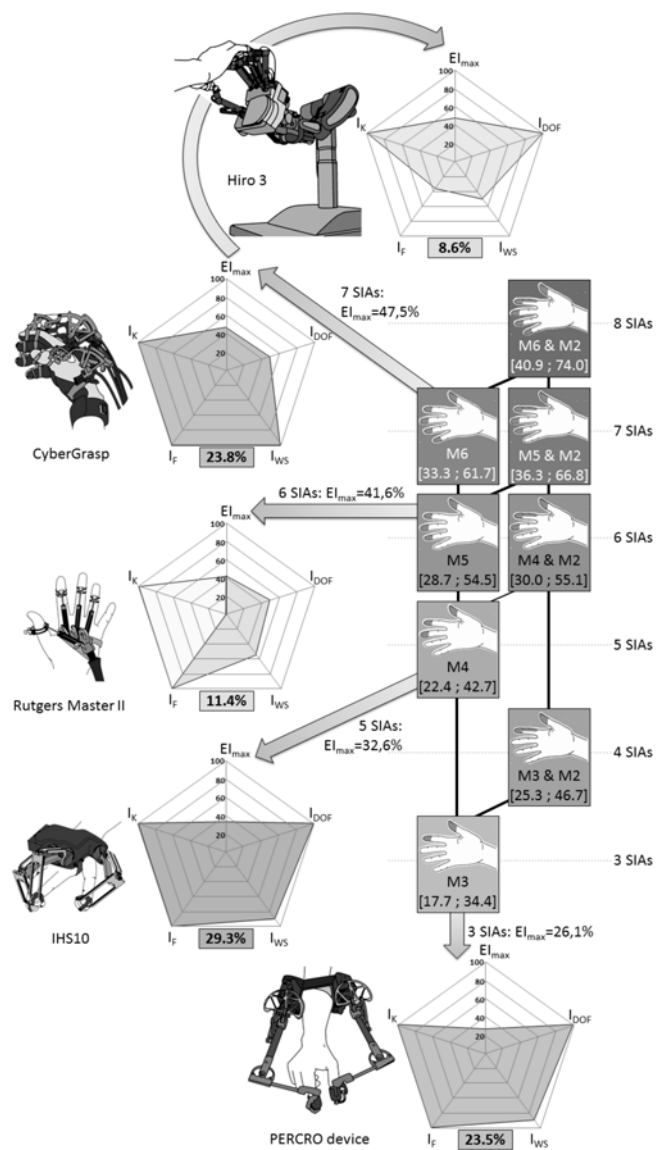 EImax
100
80
60
40
20
IK
IDOF
Hiro 3
IF
8.6%
IWS
EImax
100
80
60
40
20
IK
IDOF
7 SIAs:
EImax=47,5%
CyberGrasp
IF
23.8%
IWS
M6 & M2
[40.9 ; 74.0]
8 SIAs
M6
[33.3 ; 61.7]
M5 & M2
[36.3 ; 66.8]
7 SIAs
6 SIAs: EImax=41,6%
EImax
100
80
60
40
20
IK
IDOF
M5
[28.7 ; 54.5]
M4 & M2
[30.0 ; 55.1]
6 SIAs
Rutgers Master II
IF
11.4%
IWS
M4
[22.4 ; 42.7]
5 SIAs
5 SIAs:
EImax=32,6%
EImax
100
80
60
40
20
IK
IDOF
M3 & M2
[25.3 ; 46.7]
4 SIAs
IHS10
IF
29.3%
IWS
M3
[17.7 ; 34.4]
3 SIAs
3 SIAs: EImax=26,1%
EImax
100
80
60
40
20
IK
IDOF
PERCRO device
IF
23.5%
IWS